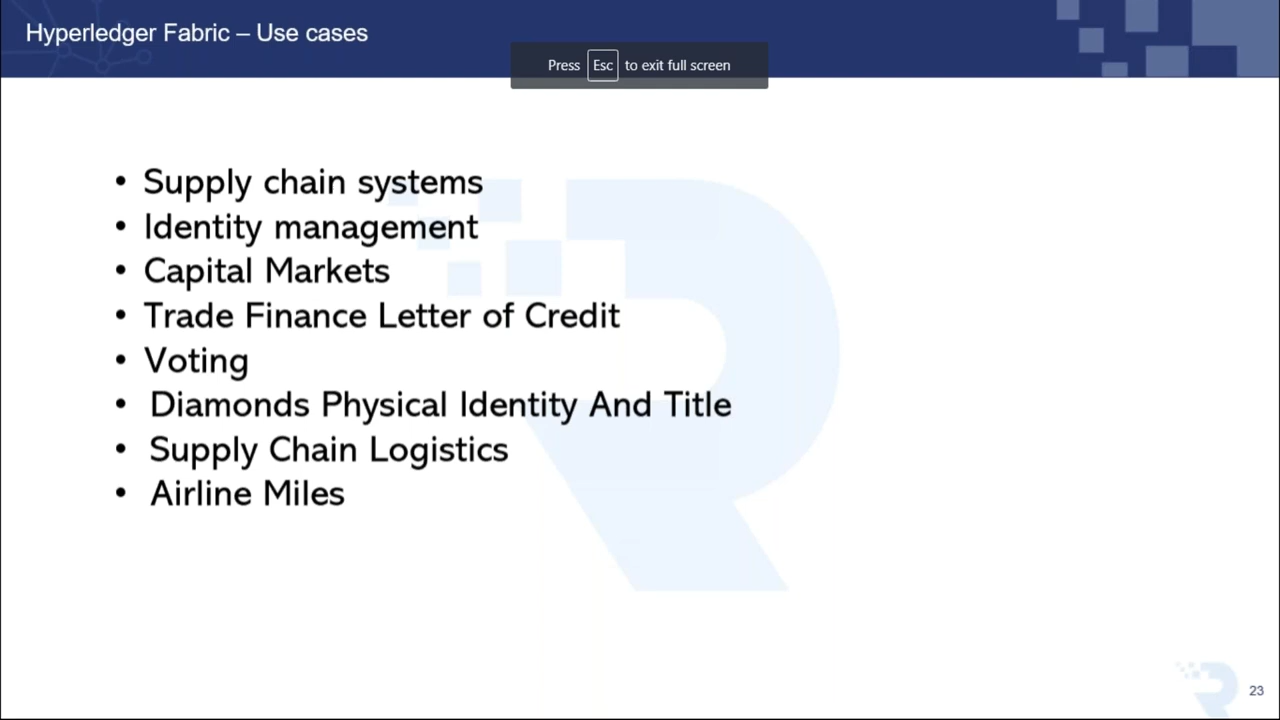 Hyperledger Fabric – Use cases
Press Esc to exit full screen
• Supply chain systems
• Identity management
• Capital Markets
• Trade Finance Letter of Credit
• Voting
• Diamonds Physical Identity And Title
• Supply Chain Logistics
• Airline Miles
23